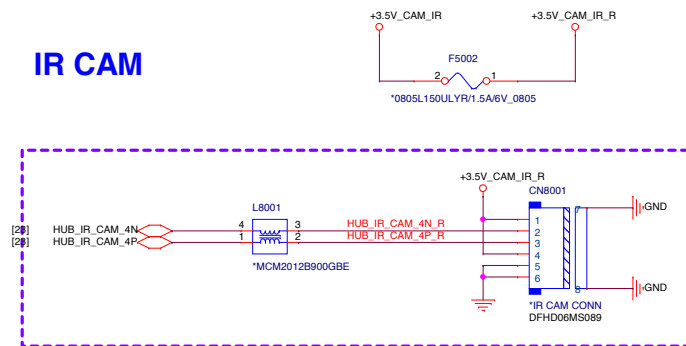 +3.5V_CAM_IR
+3.5V_CAM_IR_R
IR CAM
F5002
2
1
*0805L150ULYR/1.5A/6V_0805
+3.5V_CAM_IR_R
CN8001
L8001
7
GND
1
[23]
HUB_IR_CAM_4N
4
3
HUB_IR_CAM_4N_R
2
[23]
HUB_IR_CAM_4P
1
2
HUB_IR_CAM_4P_R
3
4
*MCM2012B900GBE
5
6
8
GND
*IR CAM CONN
DFHD06MS089